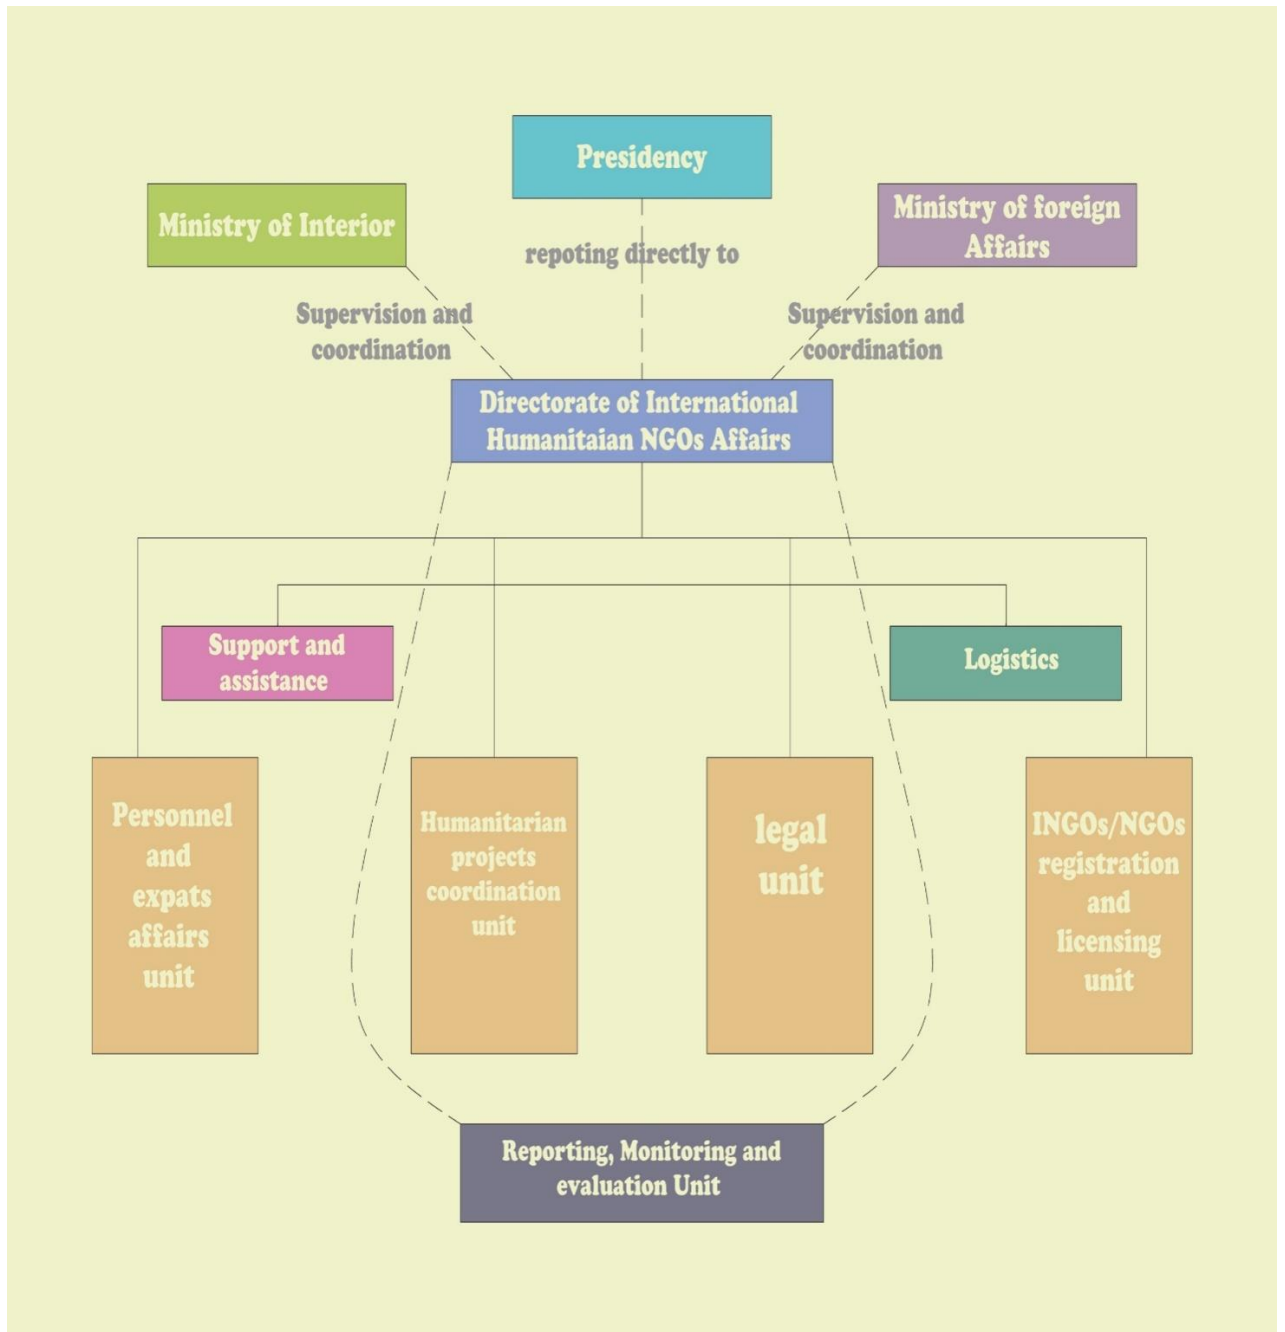 Presidency
Ministry of Interior
Ministry of foreign
Affairs
repoting directly to
Supervision and
coordination
Supervision and
coordination
Directorate of International
Humanitaian NGOs Affairs
Support and
assistance
Logistics
Personnel
and
expats
affairs
unit
Humanitarian
projects
coordination
unit
legal
unit
INGOs/NGOs
registration
and
licensing
unit
Reporting, Monitoring and
evaluation Unit